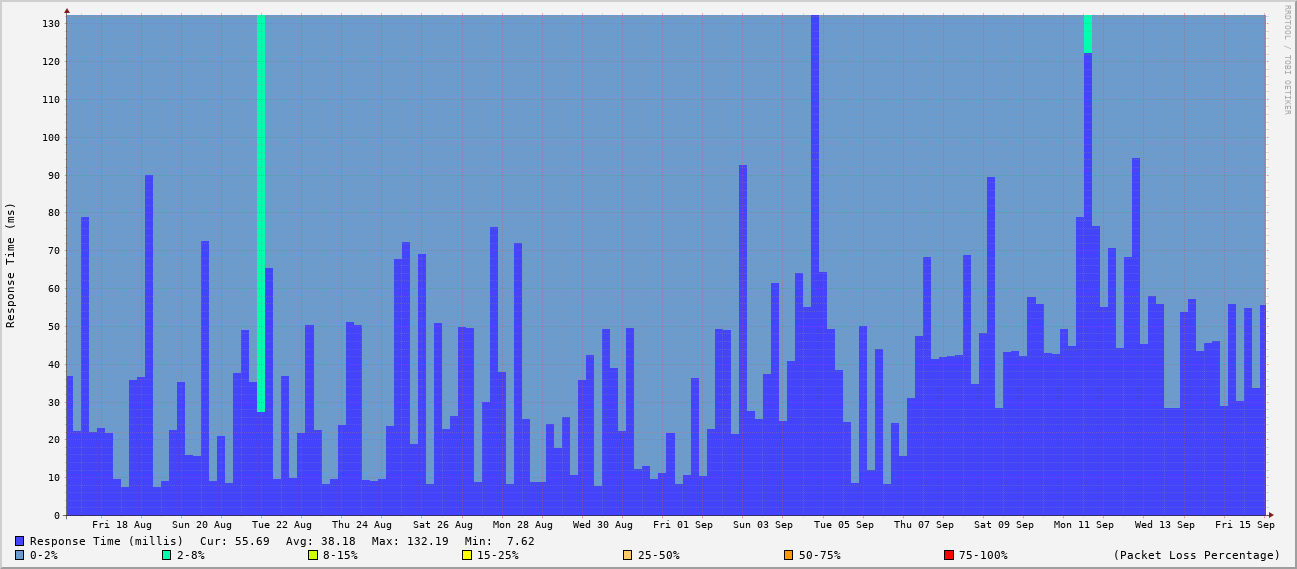 RRDTOOL / TOBI OETIKER
Response Time (ms)
130
120
110
100
90
80
70
60
50
40
30
20
10
0
Fri 18 Aug Sun 20 Aug Tue 22 Aug Thu 24 Aug Sat 26 Aug Mon 28 Aug Wed 30 Aug Fri 01 Sep Sun 03 Sep Tue 05 Sep Thu 07 Sep Sat 09 Sep Mon 11 Sep Wed 13 Sep Fri 15 Sep
Response Time (millis) Cur: 55.69 Avg: 38.18 Max: 132.19 Min: 7.62
0-2% 2-8% 8-15% 15-25% 25-50% 50-75% 75-100% (Packet Loss Percentage)